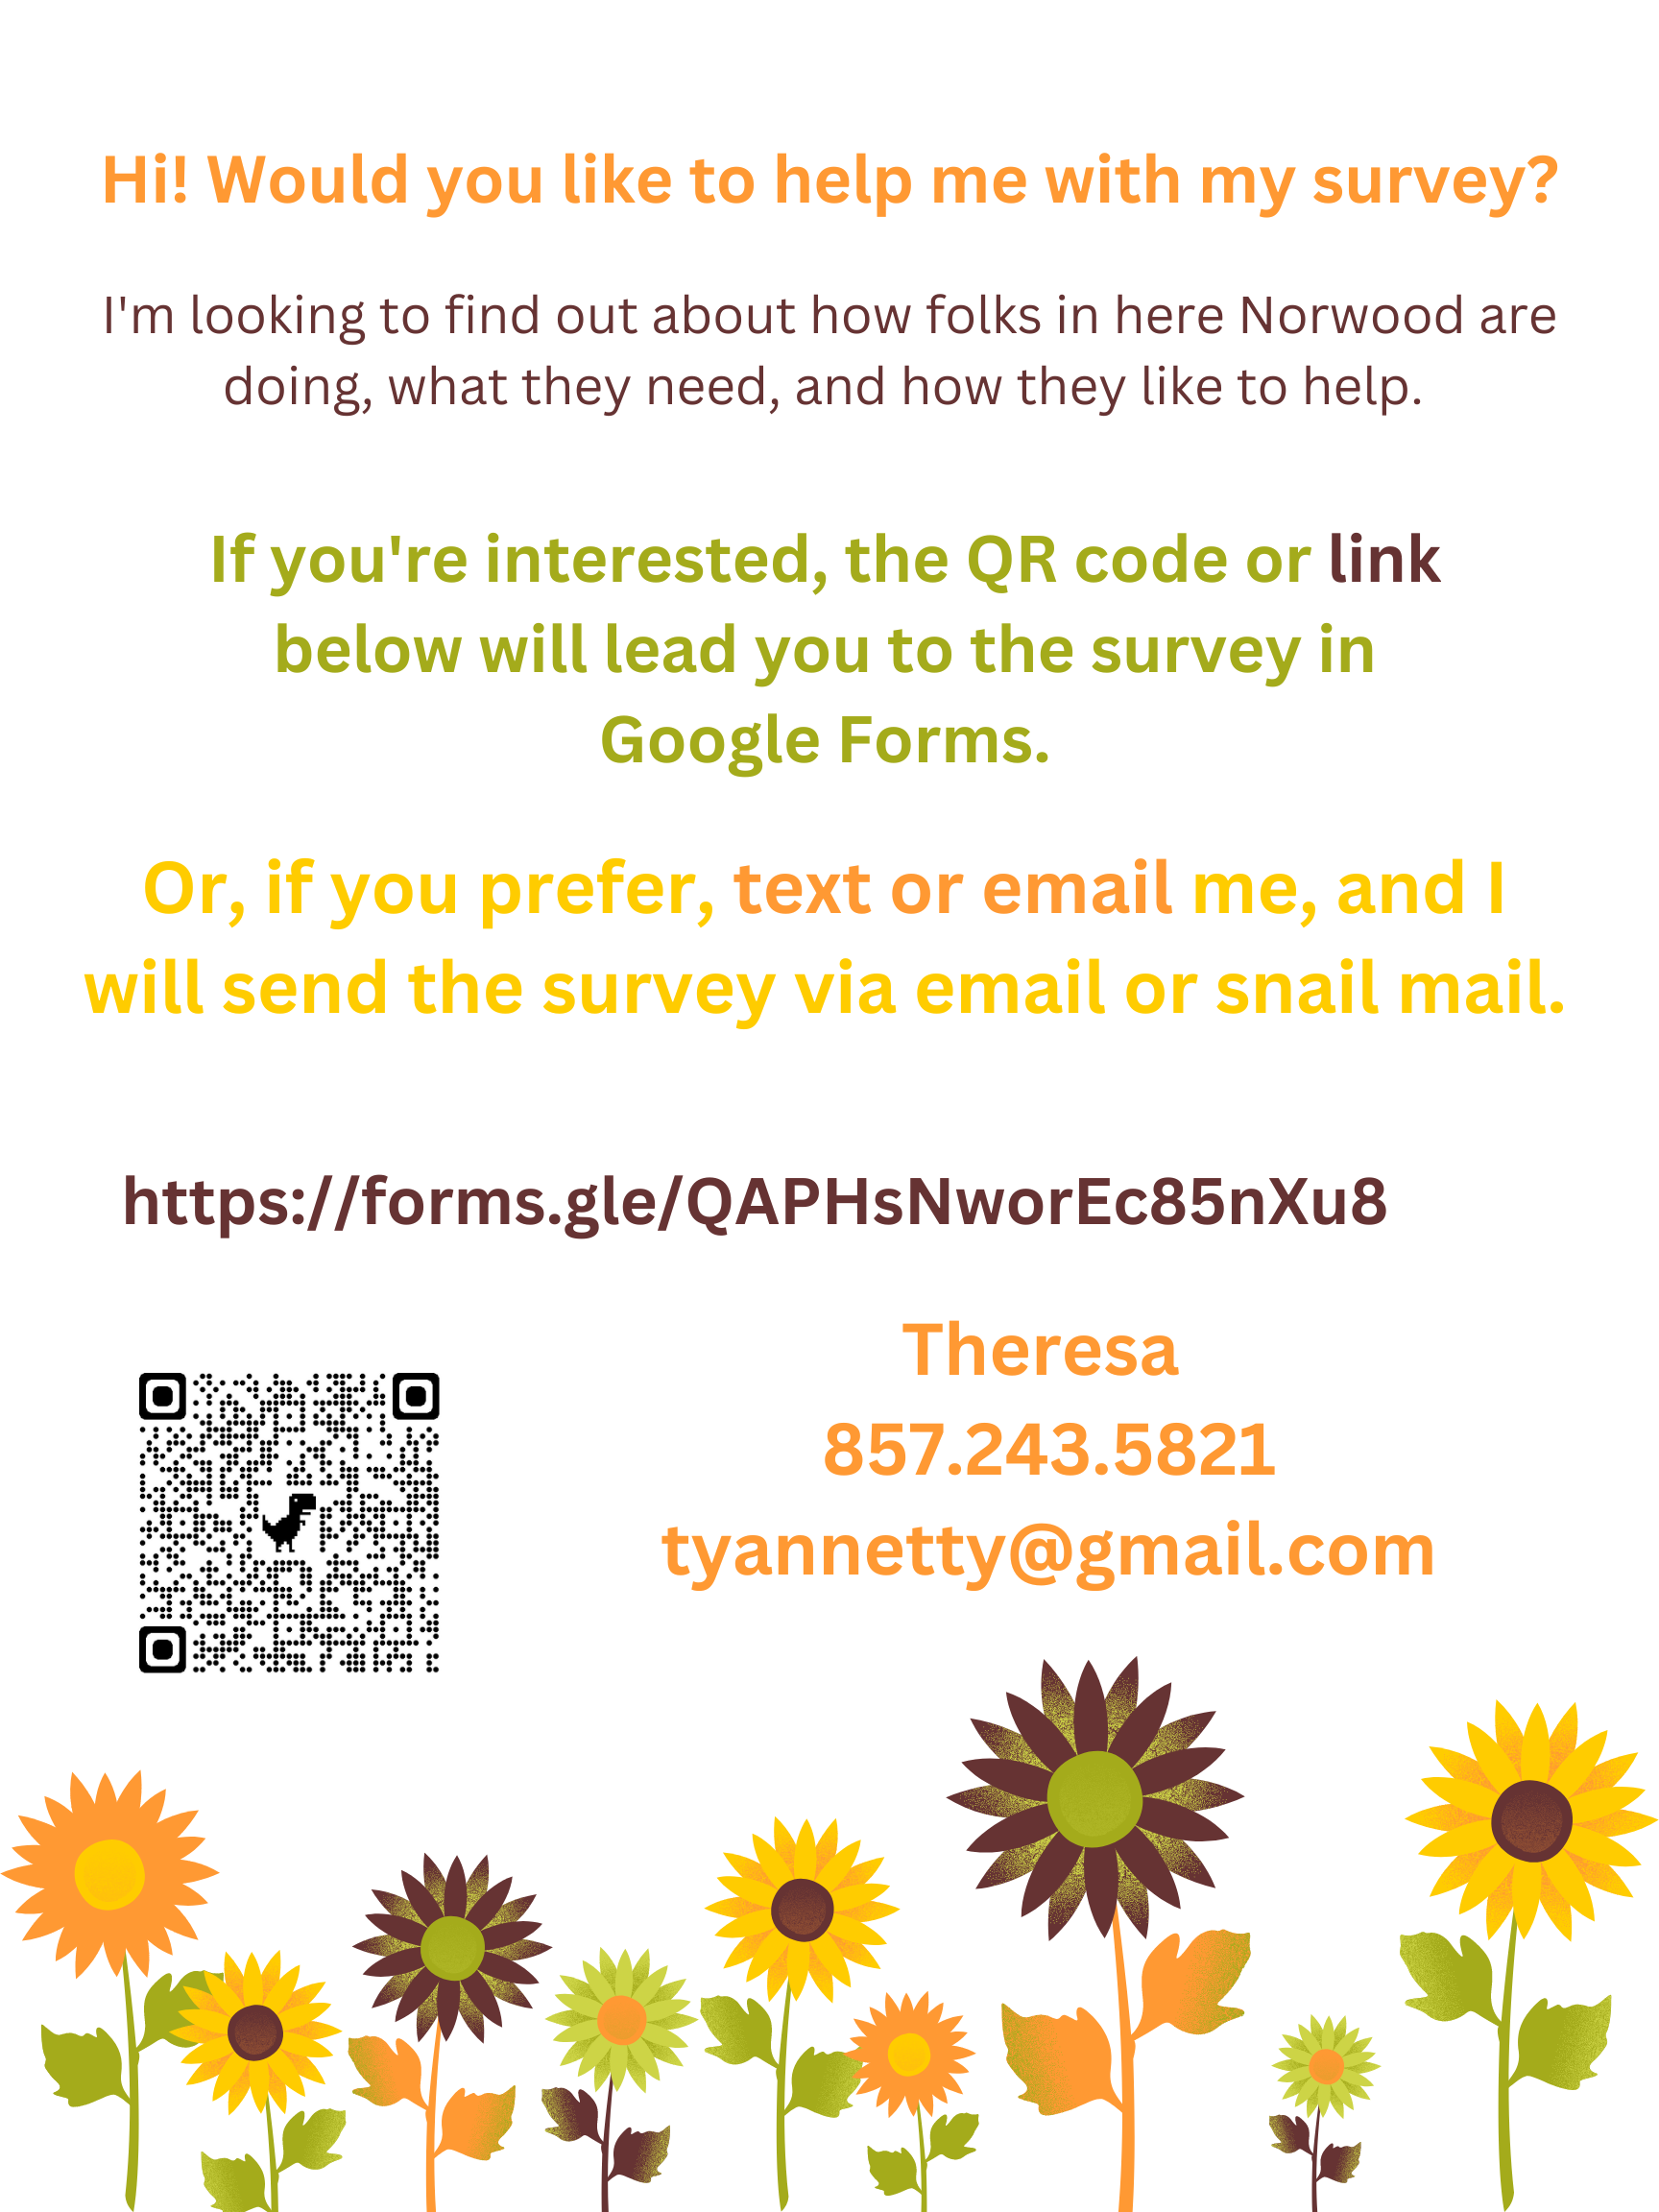 Hi! Would you like to help me with my survey?
I'm looking to find out about how folks in here Norwood are
doing, what they need, and how they like to help.
If you're interested, the QR code or link
below will lead you to the survey in
Google Forms.
Or, if you prefer, text or email me, and I
will send the survey via email or snail mail.
https://forms.gle/QAPHsNworEc85nXu8
Theresa
857.243.5821
tyannetty@gmail.com